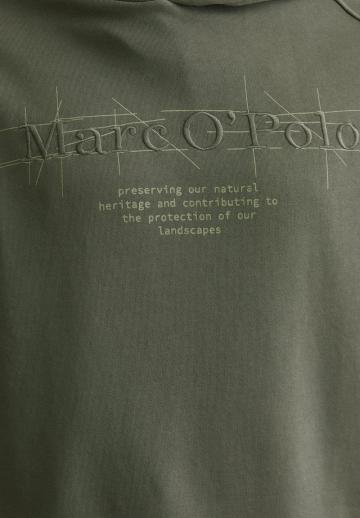 Marc O'Polo
preserving our natural
heritage and contributing to
the protection of our
landscapes